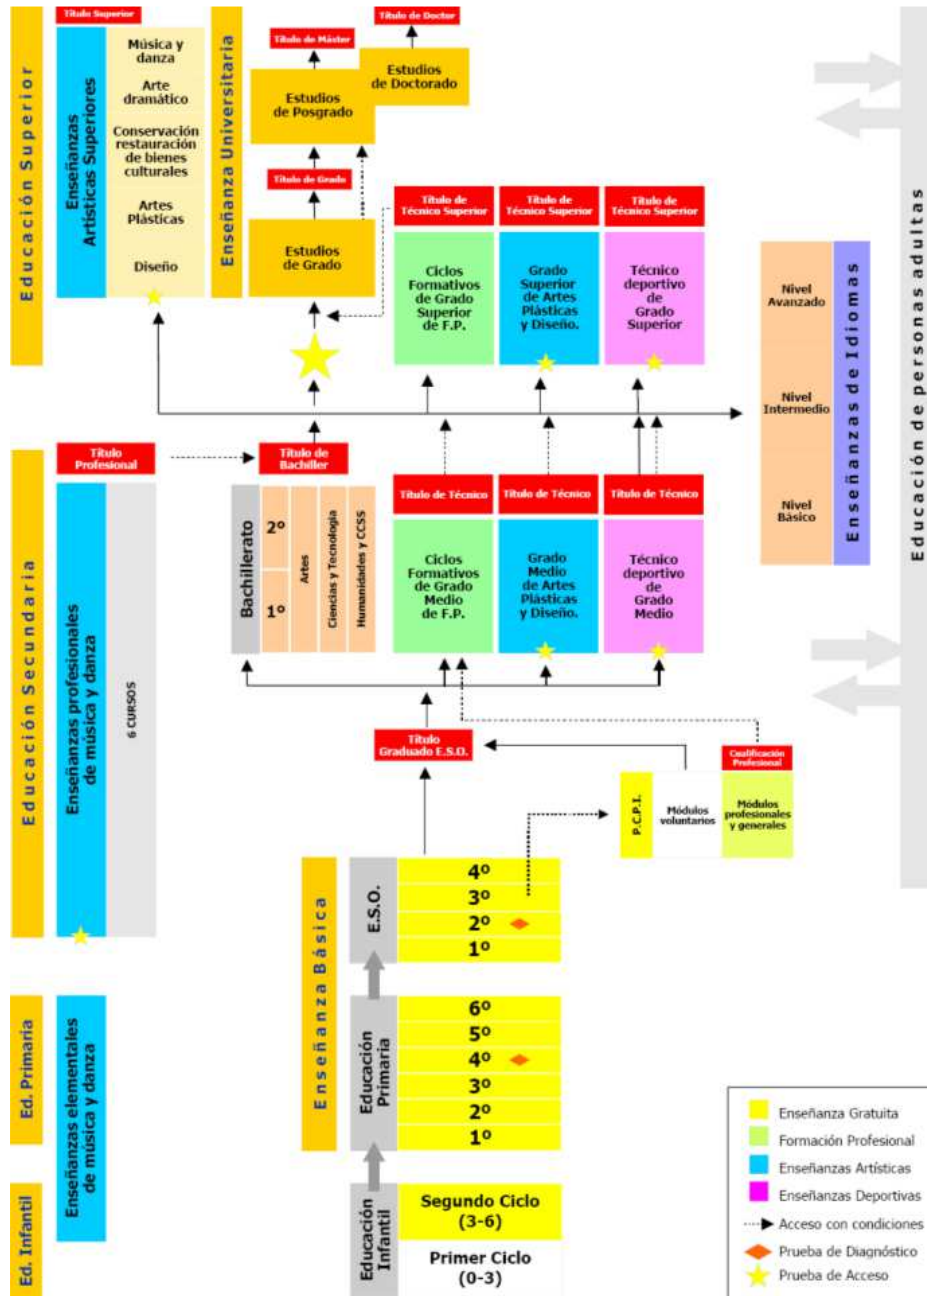 Educación Superior
Título Superior
Enseñanzas
Artísticas Superiores
Música y
danza
Arte
dramático
Conservación
restauración
de bienes
culturales
Artes
Plásticas
Diseño
Enseñanza Universitaria
Título de Máster
Título de Doctor
Estudios
de Posgrado
Estudios
de Doctorado
Título de Grado
Estudios
de Grado
Título de
Técnico Superior
Título de
Técnico Superior
Título de
Técnico Superior
Ciclos
Formativos
de Grado
Superior
de F.P.
Grado
Superior
de Artes
Plásticas
y Diseño.
Técnico
deportivo
de
Grado
Superior
Nivel
Avanzado
Nivel
Intermedio
Nivel
Básico
Enseñanzas de Idiomas
Educación de personas adultas
Educación Secundaria
Título
Profesional
Enseñanzas profesionales
de música y danza
6 CURSOS
Título de
Bachiller
Bachillerato
2º
1º
Artes
Ciencias y Tecnología
Humanidades y CCSS
Título de Técnico
Título de Técnico
Título de Técnico
Ciclos
Formativos
de Grado
Medio
de F.P.
Grado
Medio
de Artes
Plásticas
y Diseño.
Técnico
deportivo
de
Grado
Medio
Título
Graduado E.S.O.
Cualificación
Profesional
P.C.P.I.
Módulos
voluntarios
Módulos
profesionales
y generales
Enseñanza Básica
E.S.O.
4º
3º
2º
1º
Ed. Primaria
Enseñanzas elementales
de música y danza
Educación
Primaria
6º
5º
4º
3º
2º
1º
Ed. Infantil
Educación
Infantil
Segundo Ciclo
(3-6)
Primer Ciclo
(0-3)
Enseñanza Gratuita
Formación Profesional
Enseñanzas Artísticas
Enseñanzas Deportivas
Acceso con condiciones
Prueba de Diagnóstico
Prueba de Acceso